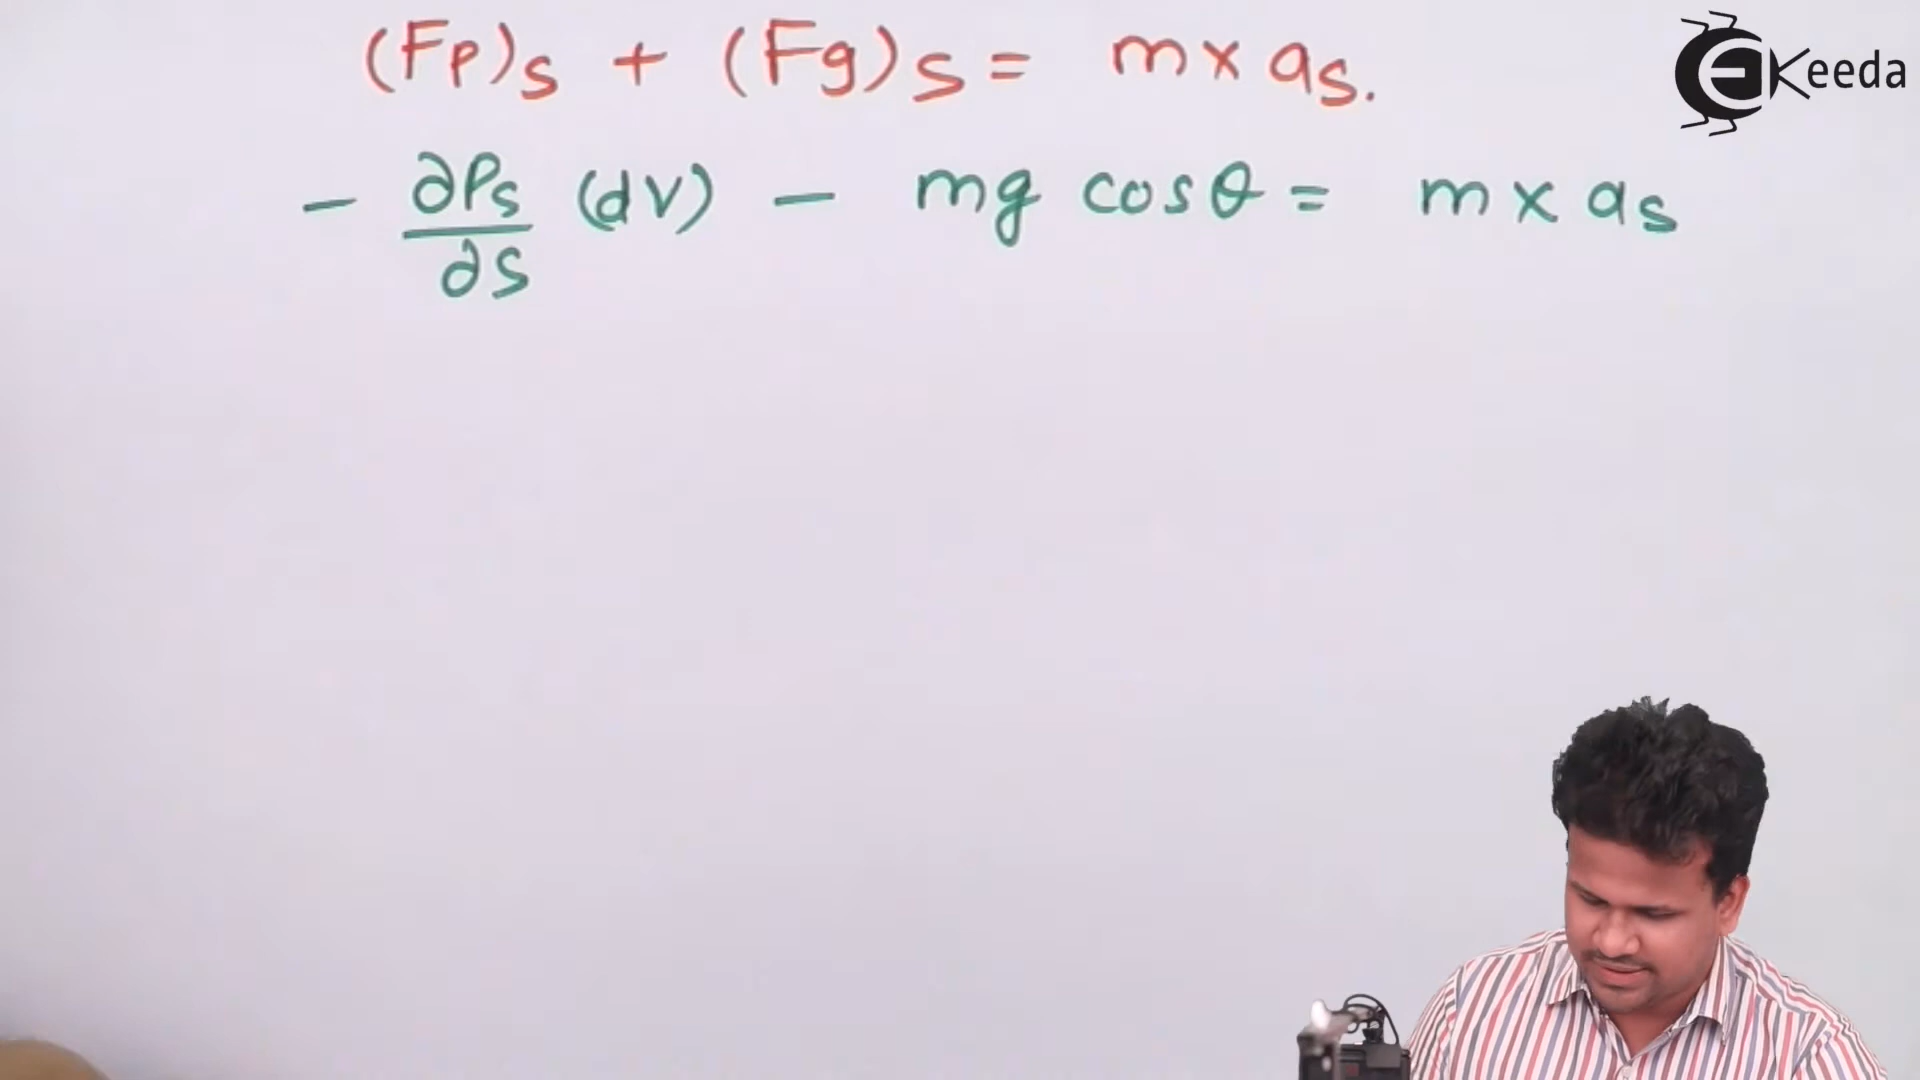 (Fp)s + (Fg)s = m x as.
Keeda
- ∂Ps/∂s (dV) - mg cosθ = m x as